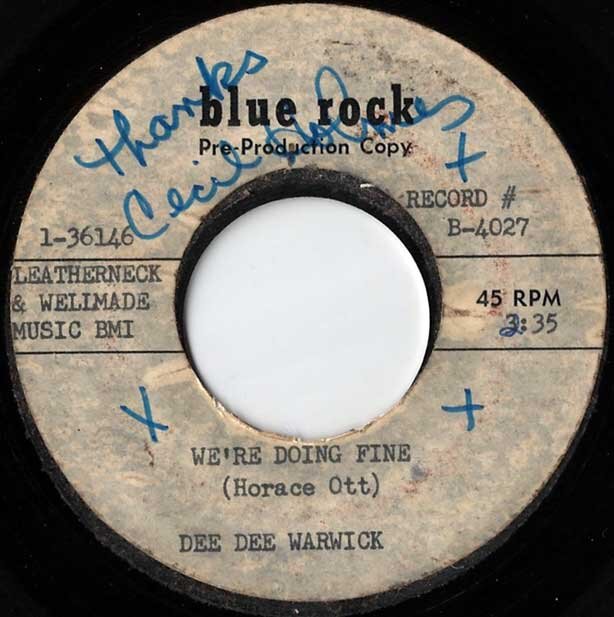 thanks
Cecil Holmes
blue rock
Pre-Production Copy
RECORD #
B-4027
1-36146
LEATHERNECK
& WELLMADE
MUSIC BMI
45 RPM
2:35
WE'RE DOING FINE
(Horace Ott)
DEE DEE WARWICK